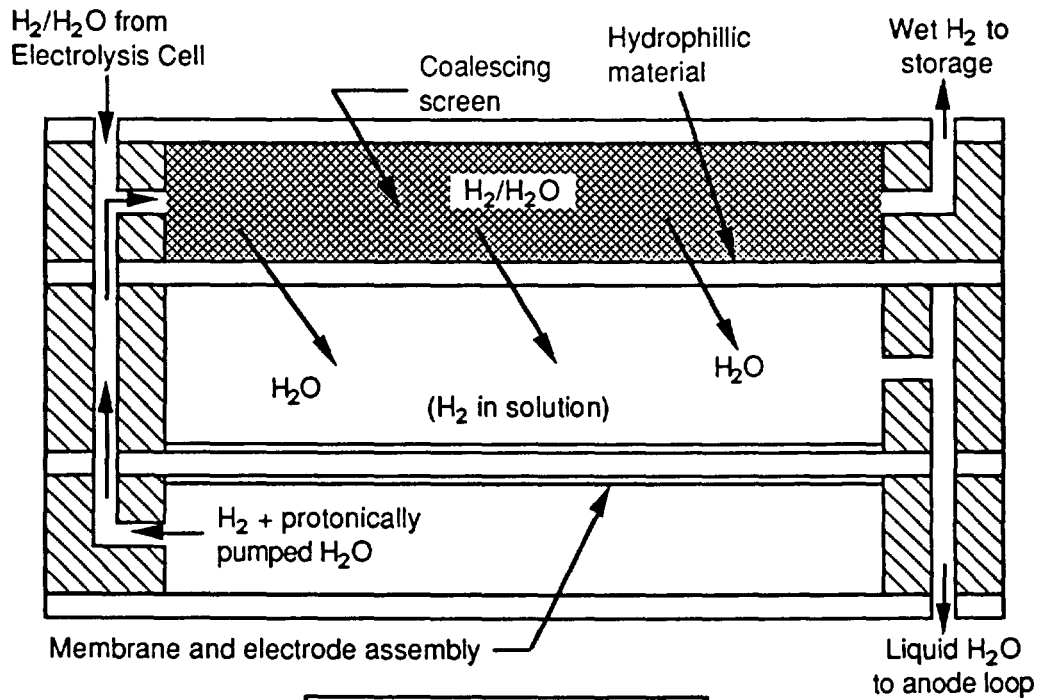 H₂/H₂O from
Electrolysis Cell
Coalescing
screen
Hydrophillic
material
Wet H₂ to
storage
H₂/H₂O
H₂O
H₂O
(H₂ in solution)
H₂ + protonically
pumped H₂O
Membrane and electrode assembly
Liquid H₂O
to anode loop